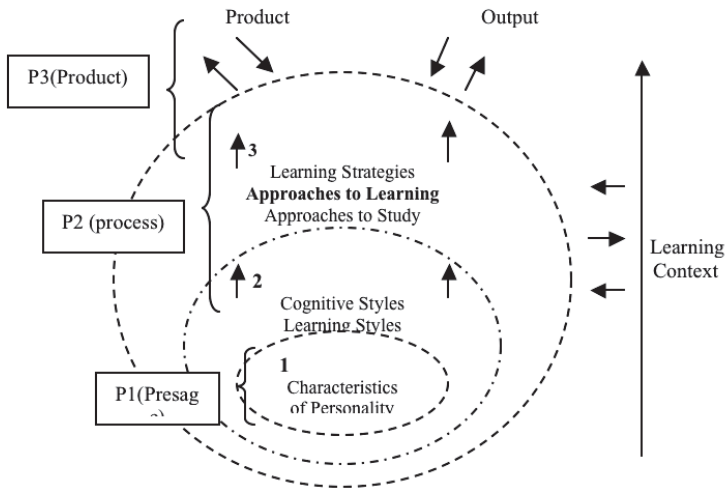 Product
Output
P3(Product)
3
Learning Strategies
Approaches to Learning
Approaches to Study
P2 (process)
Learning
Context
2
Cognitive Styles
Learning Styles
1
P1(Presag
e)
Characteristics
of Personality